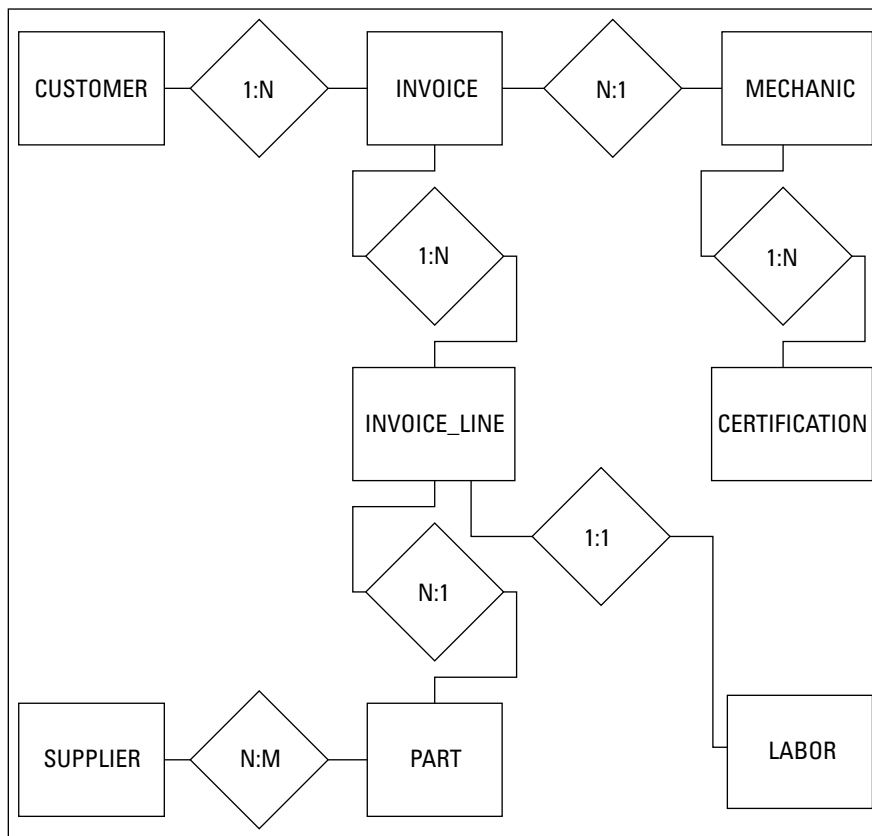 CUSTOMER
1:N
INVOICE
N:1
MECHANIC
1:N
1:N
INVOICE_LINE
CERTIFICATION
1:1
N:1
SUPPLIER
N:M
PART
LABOR